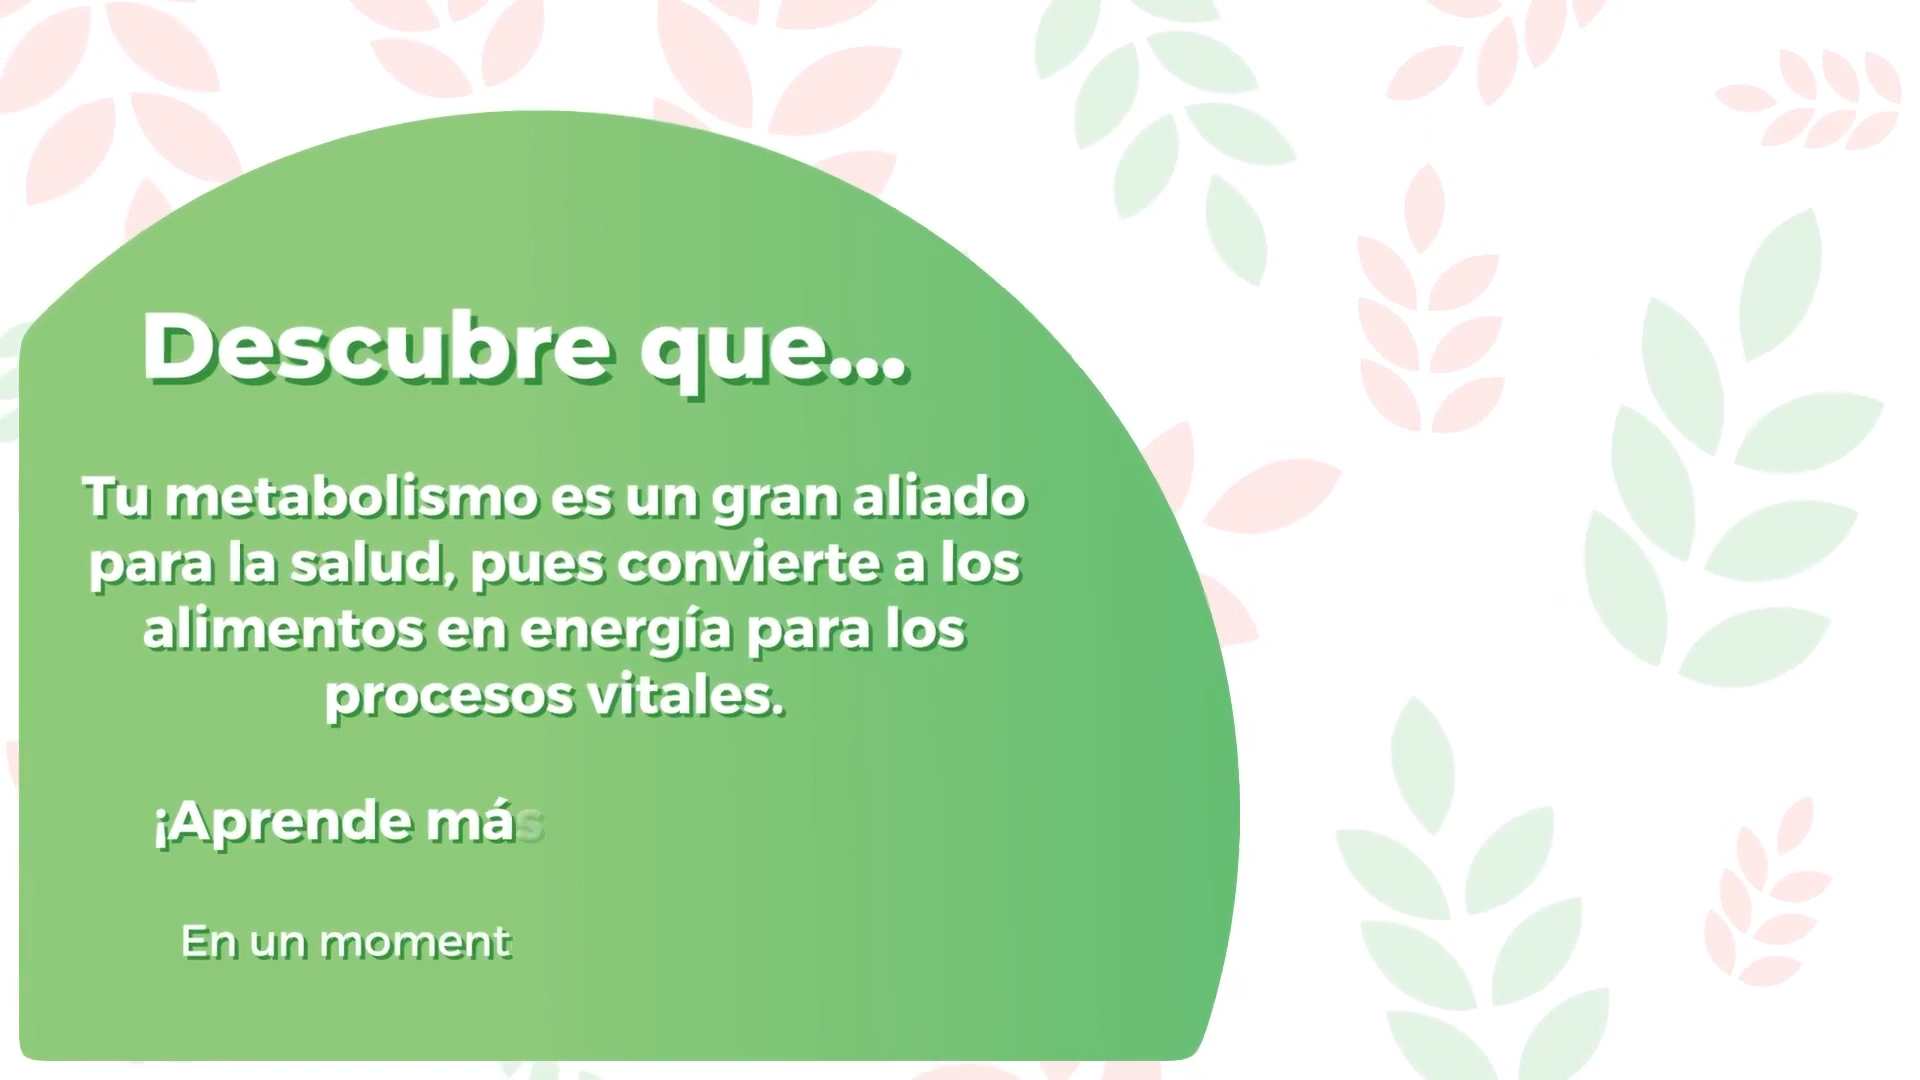 Descubre que...
Tu metabolismo es un gran aliado
para la salud, pues convierte a los
alimentos en energía para los
procesos vitales.
¡Aprende más
En un moment